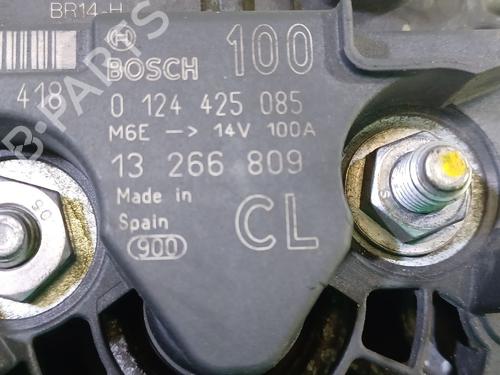 BR14-H
BOSCH 100
418 0 124 425 085
M6E -> 14V 100A
13 266 809
Made in
Spain CL
900